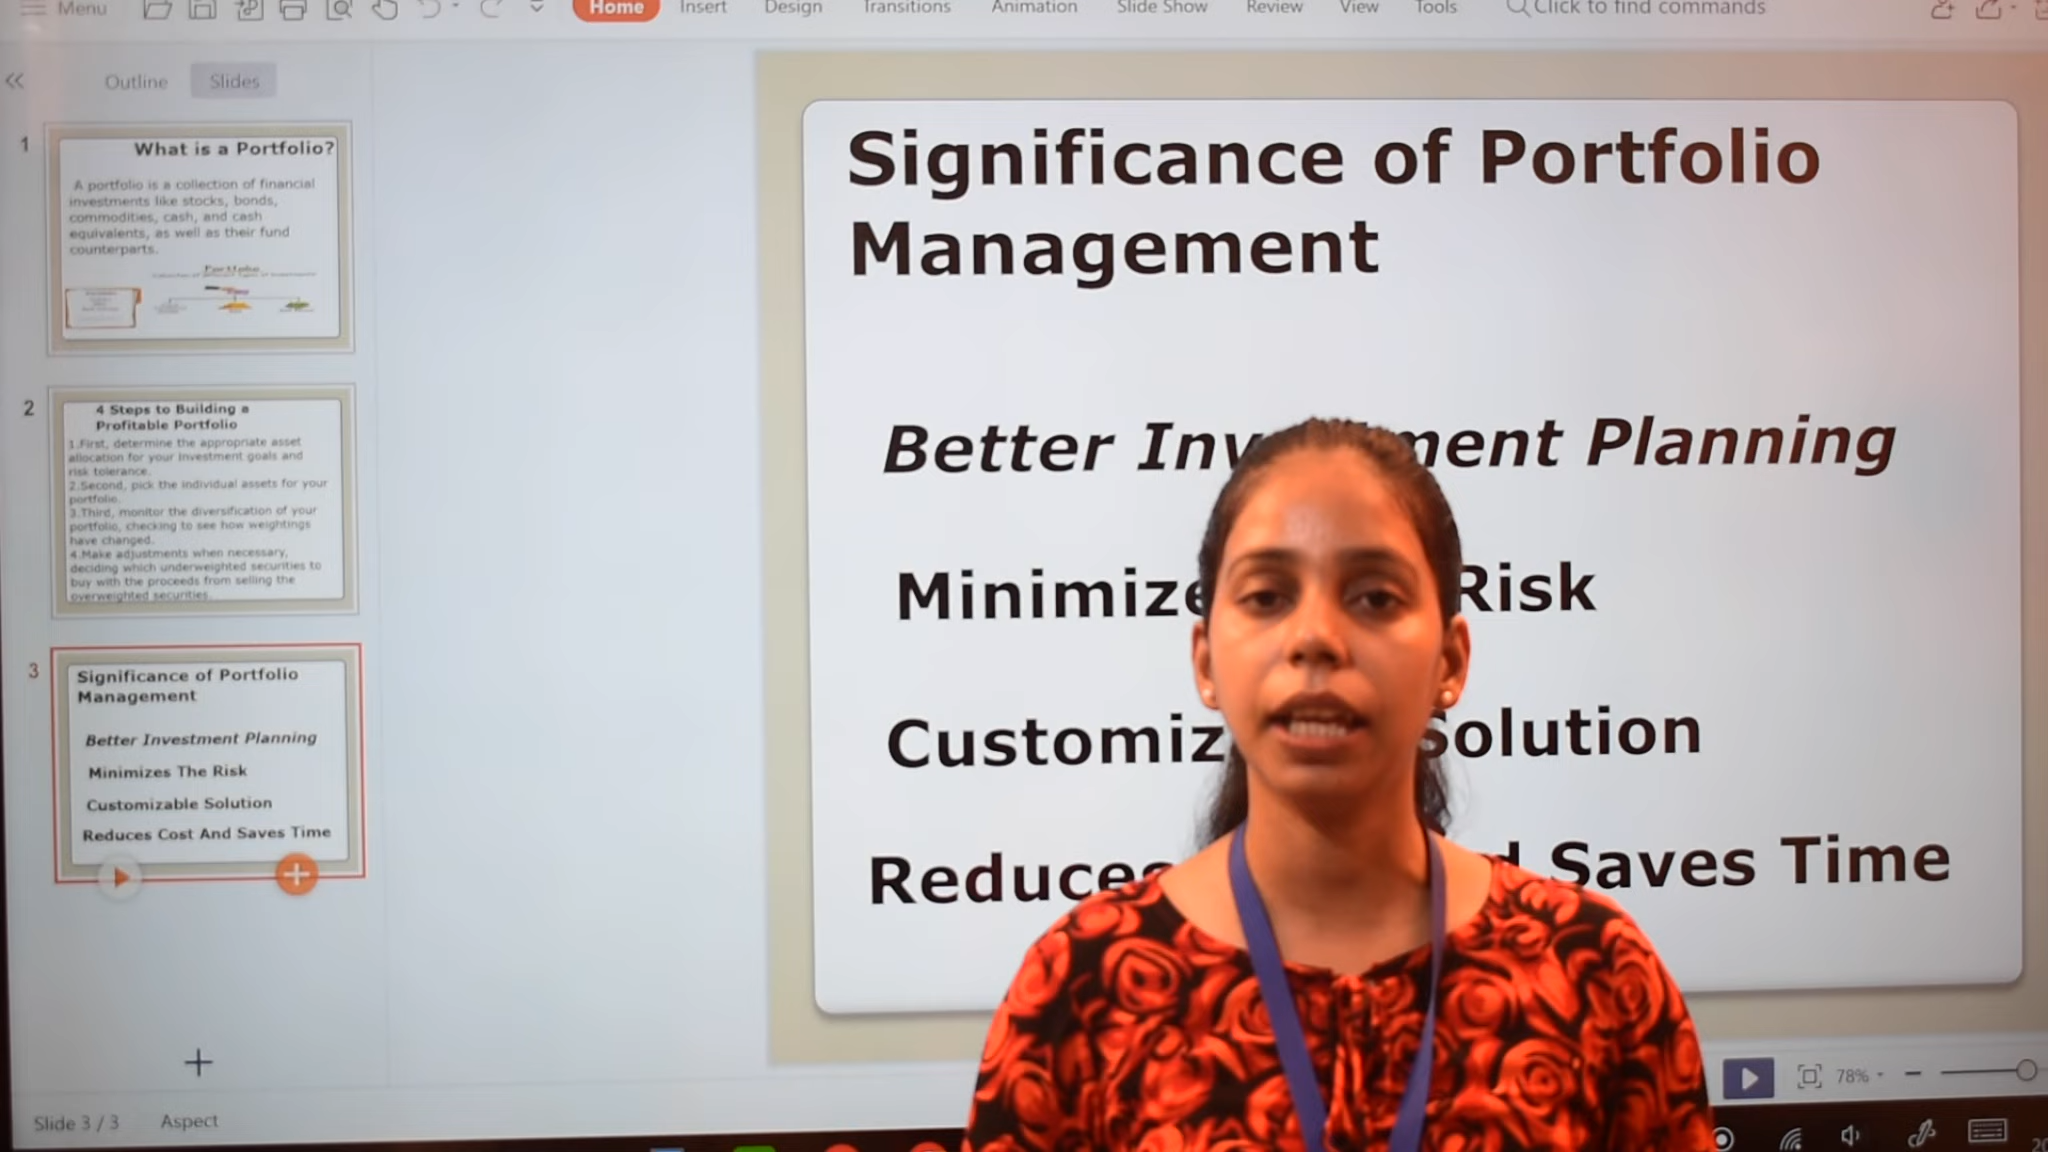 Menu
Home Insert Design Transitions Animation Slide Show Review View Tools Click to find commands
Outline Slides
1
What is a Portfolio?
A portfolio is a collection of financial
investments like stocks, bonds,
commodities, cash, and cash
equivalents, as well as their fund
counterparts.
Portfolio
2
4 Steps to Building a
Profitable Portfolio
1.First, determine the appropriate asset
allocation for your investment goals and
risk tolerance.
2.Second, pick the individual assets for your
portfolio.
3.Third, monitor the diversification of your
portfolio, checking to see how weightings
have changed.
4.Make adjustments when necessary,
deciding which underweighted securities to
buy with the proceeds from selling the
overweighted securities.
3
Significance of Portfolio
Management
Better Investment Planning
Minimizes The Risk
Customizable Solution
Reduces Cost And Saves Time
Significance of Portfolio
Management
Better Investment Planning
Minimizes Risk
Customiz Solution
Reduces Saves Time
Slide 3 / 3 Aspect
78%